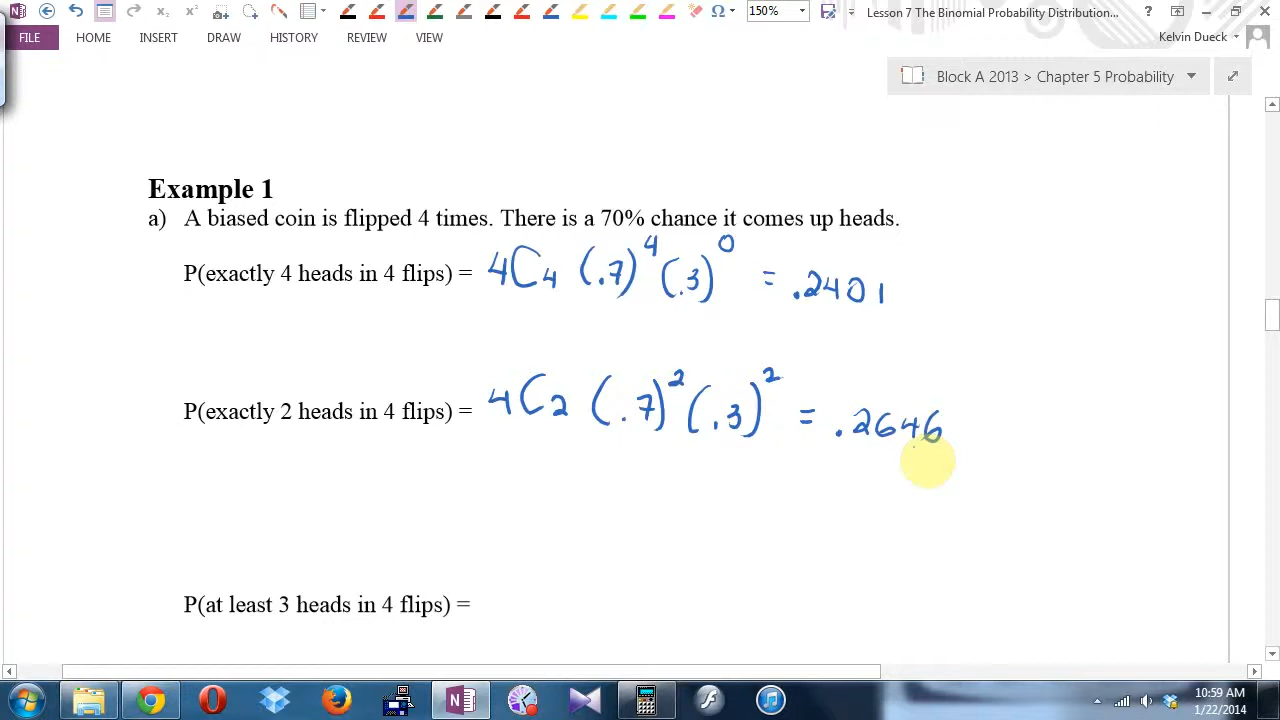 150%
Lesson 7 The Binomial Probability Distribution...
?
FILE HOME INSERT DRAW HISTORY REVIEW VIEW
Kelvin Dueck
Block A 2013 > Chapter 5 Probability
Example 1
a) A biased coin is flipped 4 times. There is a 70% chance it comes up heads.
P(exactly 4 heads in 4 flips) = 4C4 (.7)^4 (.3)^0 = .2401
P(exactly 2 heads in 4 flips) = 4C2 (.7)^2 (.3)^2 = .2646
P(at least 3 heads in 4 flips) =
10:59 AM
1/22/2014